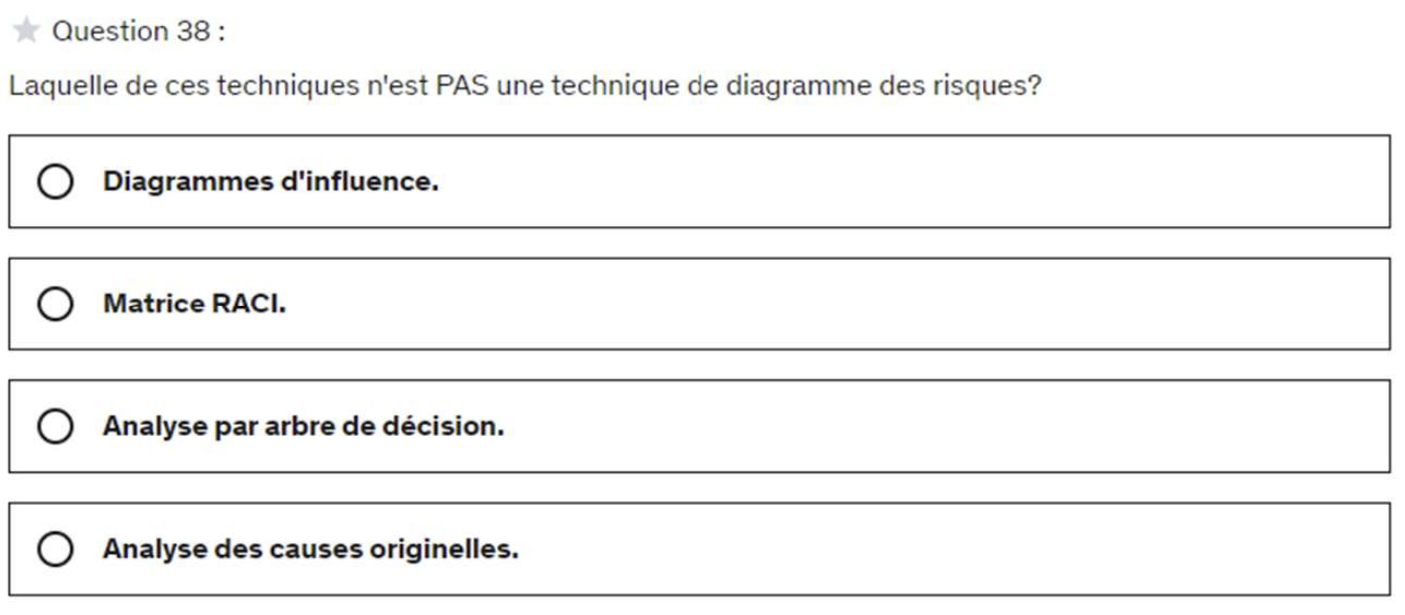 Question 38 :
Laquelle de ces techniques n'est PAS une technique de diagramme des risques?
Diagrammes d'influence.
Matrice RACI.
Analyse par arbre de décision.
Analyse des causes originelles.